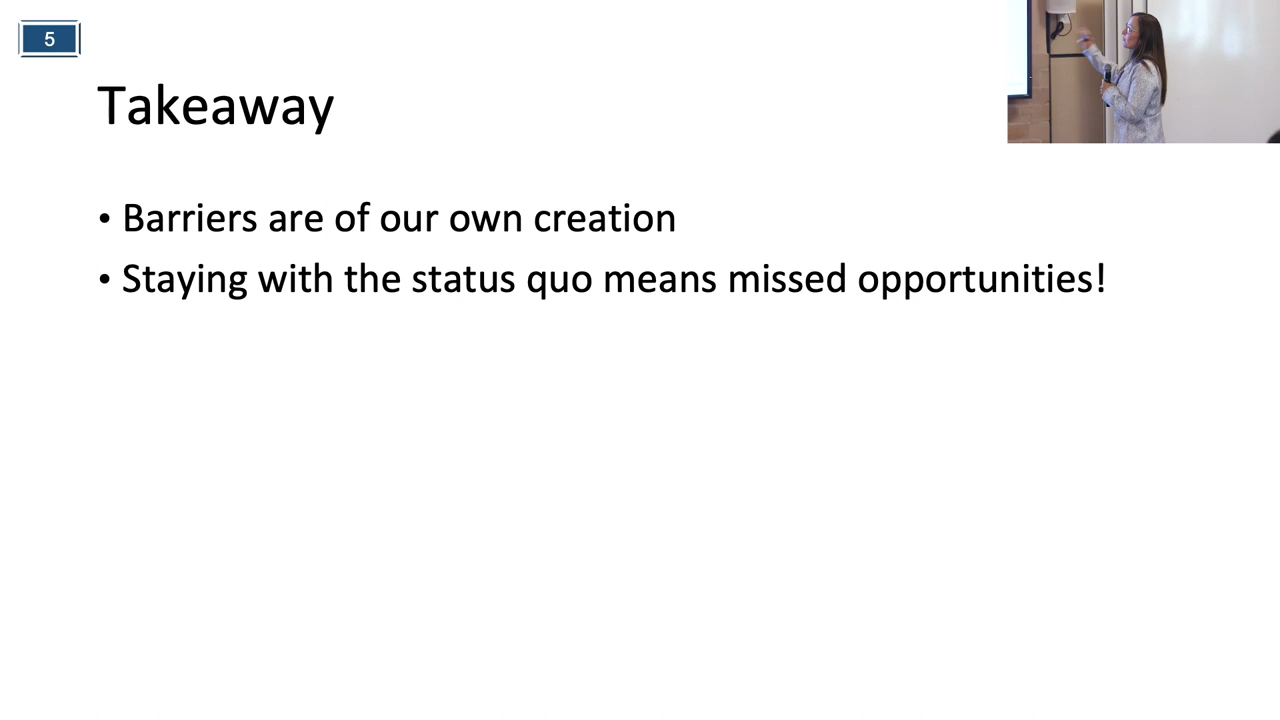 5
Takeaway
• Barriers are of our own creation
• Staying with the status quo means missed opportunities!